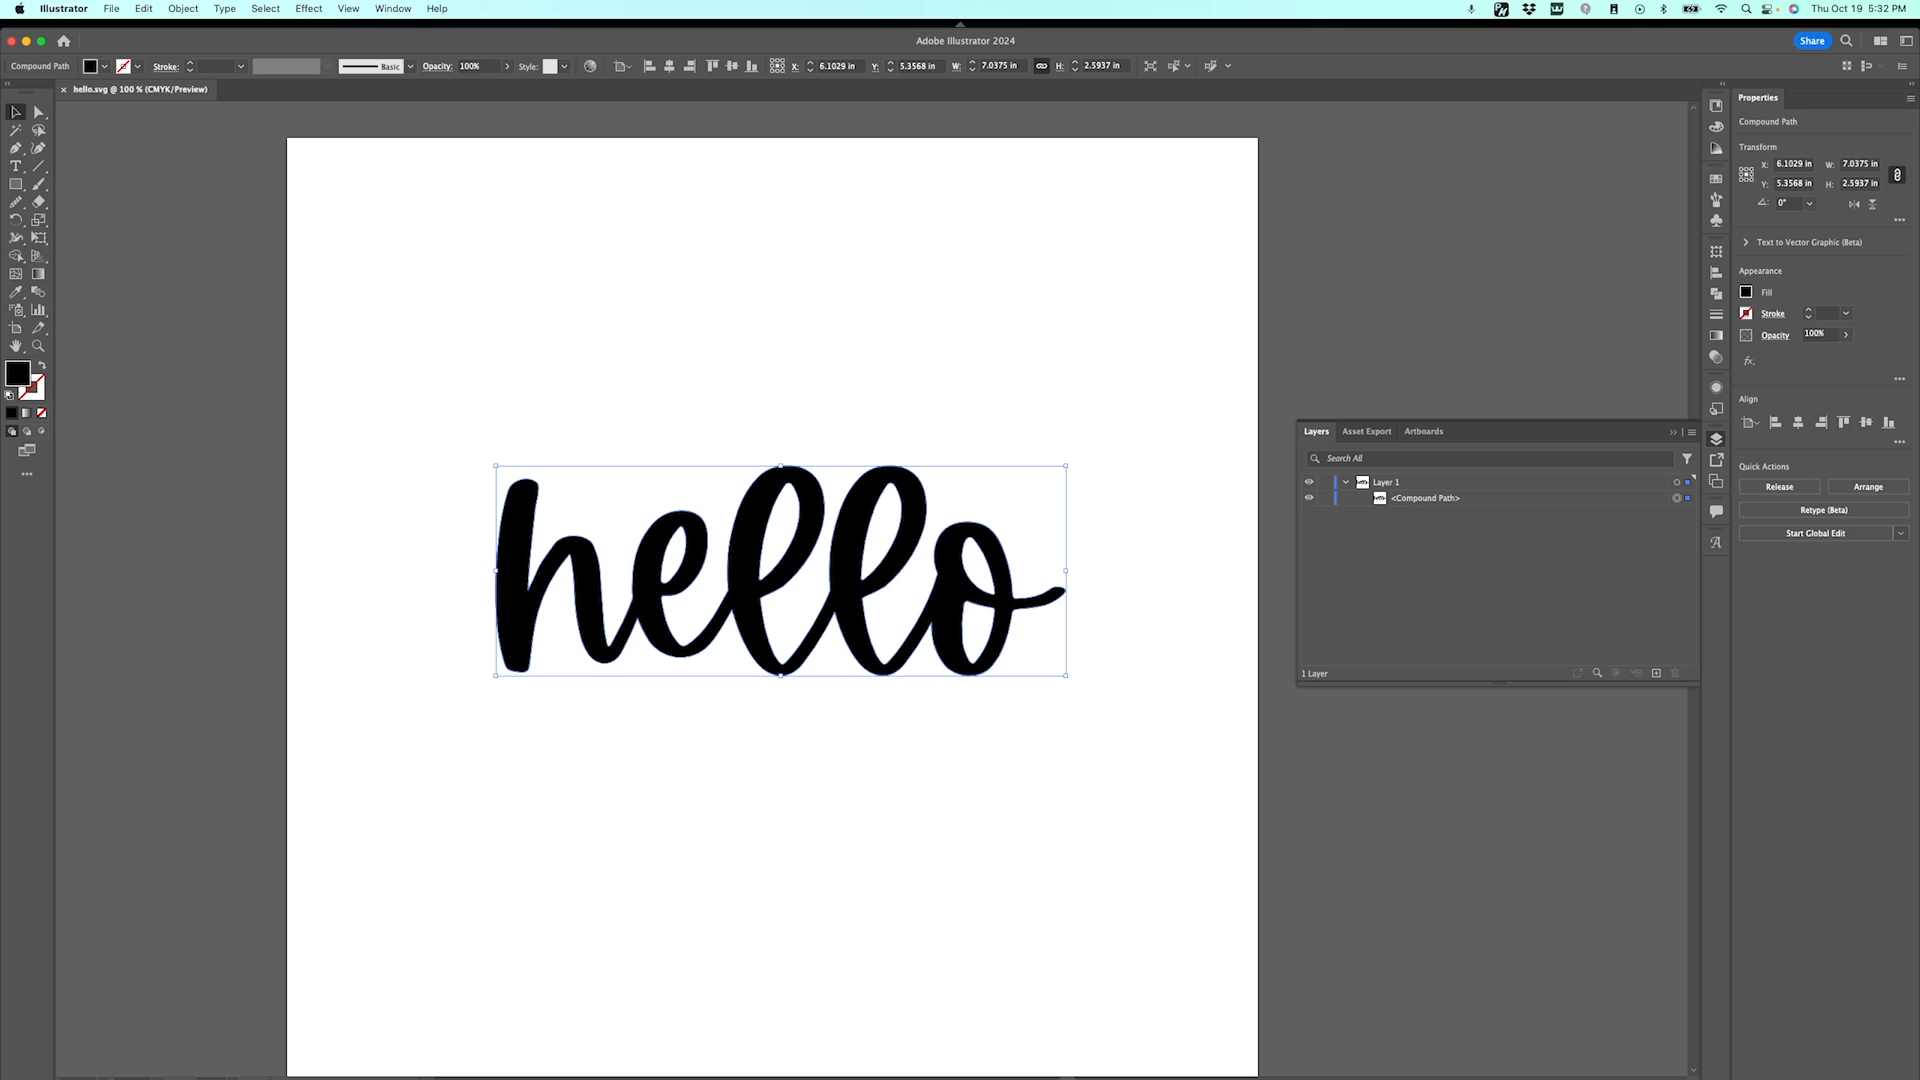 Illustrator File Edit Object Type Select Effect View Window Help Thu Oct 19 5:32 PM
Adobe Illustrator 2024 Share
Compound Path Stroke: Basic Opacity: 100% Style: X: 6.1029 in Y: 5.3568 in W: 7.0375 in H: 2.5937 in
hello.svg @ 100 % (CMYK/Preview)
hello
Layers Asset Export Artboards
Search All
Layer 1
<Compound Path>
1 Layer
Properties
Compound Path
Transform
X: 6.1029 in W: 7.0375 in
Y: 5.3568 in H: 2.5937 in
0°
Text to Vector Graphic (Beta)
Appearance
Fill
Stroke
Opacity 100%
fx.
Align
Quick Actions
Release Arrange
Retype (Beta)
Start Global Edit